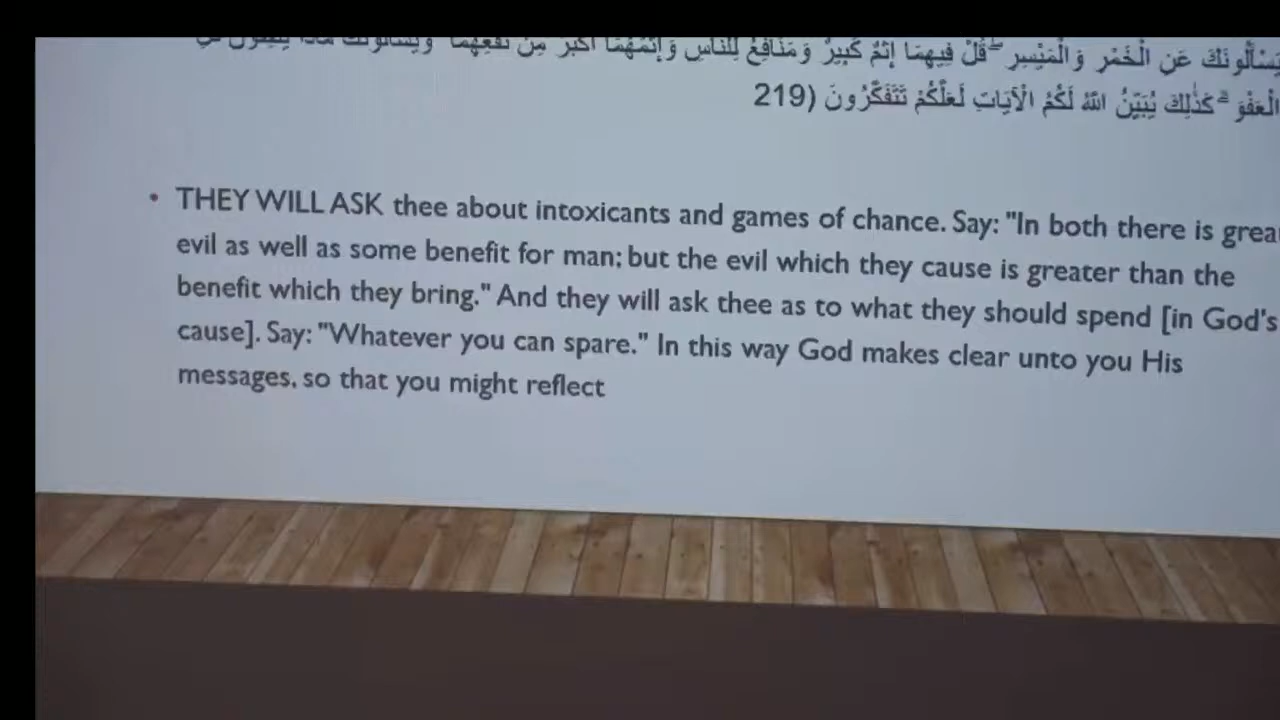 يَسْأَلُونَكَ عَنِ الْخَمْرِ وَالْمَيْسِرِ ۖ قُلْ فِيهِمَا إِثْمٌ كَبِيرٌ وَمَنَافِعُ لِلنَّاسِ وَإِثْمُهُمَا أَكْبَرُ مِن نَّفْعِهِمَا وَيَسْأَلُونَكَ مَاذَا
الْعَفْوَ ۗ كَذَٰلِكَ يُبَيِّنُ اللَّهُ لَكُمُ الْآيَاتِ لَعَلَّكُمْ تَتَفَكَّرُونَ (219
• THEY WILL ASK thee about intoxicants and games of chance. Say: "In both there is grea
evil as well as some benefit for man; but the evil which they cause is greater than the
benefit which they bring." And they will ask thee as to what they should spend [in God's
cause]. Say: "Whatever you can spare." In this way God makes clear unto you His
messages, so that you might reflect